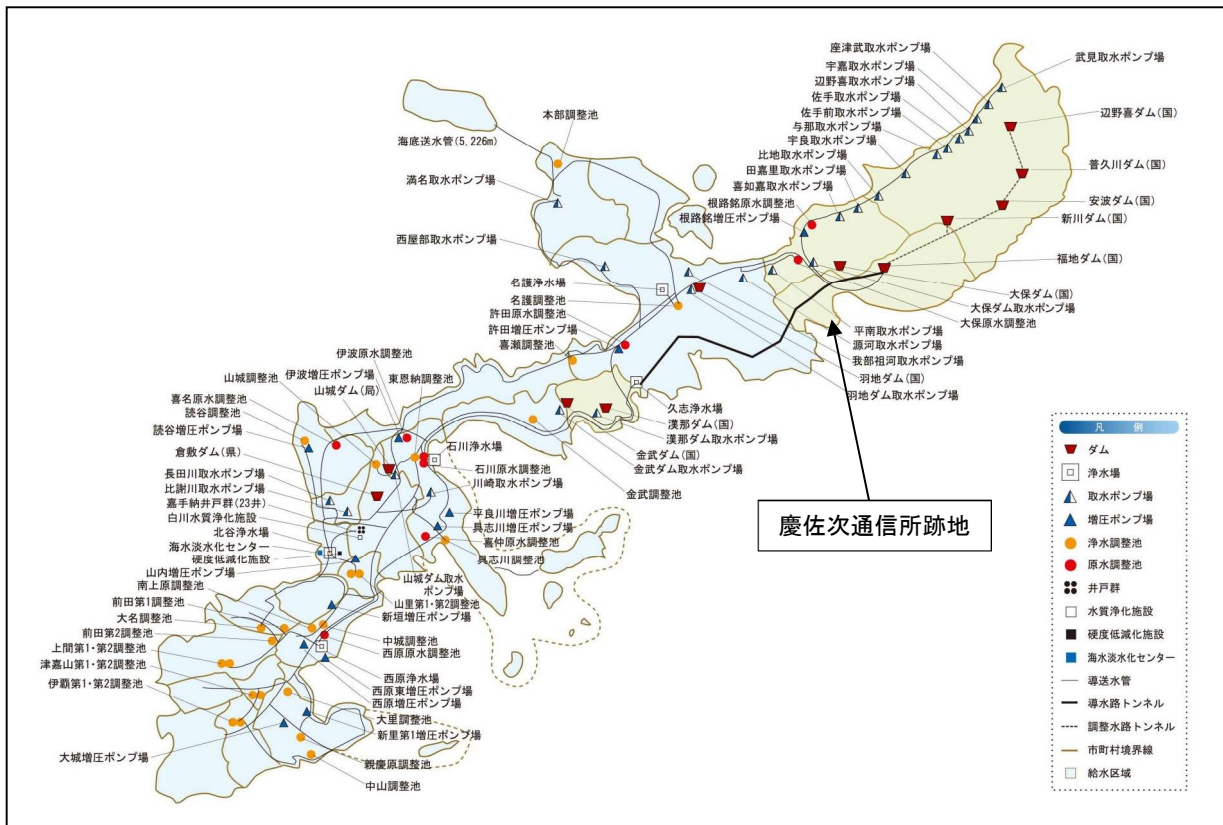 座津武取水ポンプ場
宇嘉取水ポンプ場
辺野喜取水ポンプ場
佐手取水ポンプ場
佐手前取水ポンプ場
与那取水ポンプ場
宇良取水ポンプ場
比地取水ポンプ場
田嘉里取水ポンプ場
喜如嘉取水ポンプ場
根路銘原水調整池
根路銘増圧ポンプ場
武見取水ポンプ場
辺野喜ダム(国)
普久川ダム(国)
安波ダム(国)
新川ダム(国)
福地ダム(国)
大保ダム(国)
大保ダム取水ポンプ場
大保原水調整池
平南取水ポンプ場
源河取水ポンプ場
我部祖河取水ポンプ場
羽地ダム(国)
羽地ダム取水ポンプ場
本部調整池
海底送水管(5,226m)
満名取水ポンプ場
西屋部取水ポンプ場
名護浄水場
名護調整池
許田原水調整池
許田増圧ポンプ場
喜瀬調整池
久志浄水場
漢那ダム(国)
漢那ダム取水ポンプ場
金武ダム(国)
金武ダム取水ポンプ場
金武調整池
伊波原水調整池
伊波増圧ポンプ場
東恩納調整池
山城調整池
山城ダム(局)
喜名原水調整池
読谷調整池
読谷増圧ポンプ場
倉敷ダム(県)
長田川取水ポンプ場
比謝川取水ポンプ場
嘉手納井戸群(23井)
白川水質浄化施設
北谷浄水場
海水淡水化センター
硬度低減化施設
山内増圧ポンプ場
石川浄水場
石川原水調整池
川崎取水ポンプ場
平良川増圧ポンプ場
具志川増圧ポンプ場
喜仲原水調整池
具志川調整池
山城ダム取水
ポンプ場
山里第1・第2調整池
新垣増圧ポンプ場
南上原調整池
前田第1調整池
大名調整池
前田第2調整池
上間第1・第2調整池
津嘉山第1・第2調整池
伊覇第1・第2調整池
中城調整池
西原原水調整池
西原浄水場
西原東増圧ポンプ場
西原増圧ポンプ場
大里調整池
新里第1増圧ポンプ場
大城増圧ポンプ場
親慶原調整池
中山調整池
慶佐次通信所跡地
凡 例
ダム
浄水場
取水ポンプ場
増圧ポンプ場
浄水調整池
原水調整池
井戸群
水質浄化施設
硬度低減化施設
海水淡水化センター
導送水管
導水路トンネル
調整水路トンネル
市町村境界線
給水区域